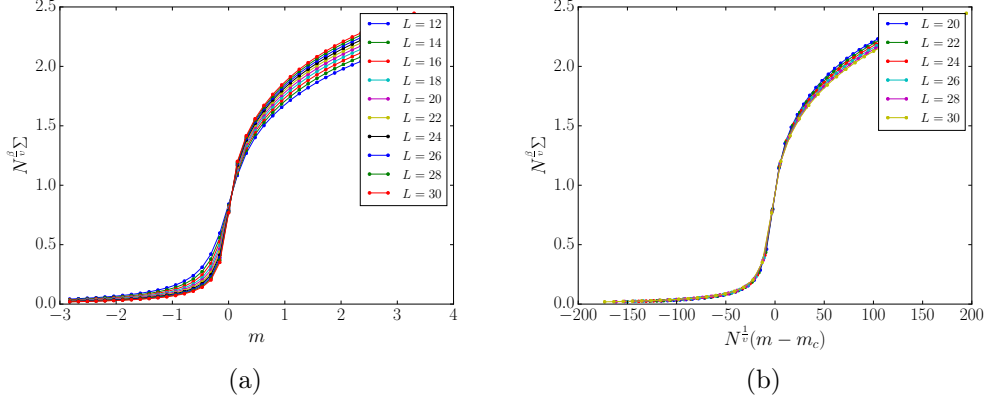 2.5
2.0
1.5
1.0
0.5
0.0
N^{β/v}Σ
−3 −2 −1 0 1 2 3 4
m
L = 12
L = 14
L = 16
L = 18
L = 20
L = 22
L = 24
L = 26
L = 28
L = 30
(a)
2.5
2.0
1.5
1.0
0.5
0.0
N^{β/v}Σ
−200 −150 −100 −50 0 50 100 150 200
N^{1/v}(m − m_c)
L = 20
L = 22
L = 24
L = 26
L = 28
L = 30
(b)